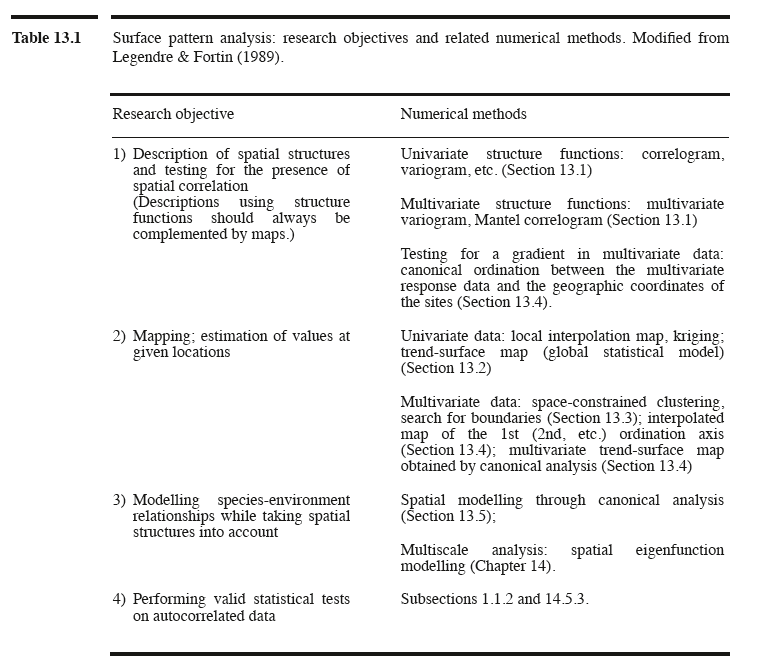 Table 13.1 Surface pattern analysis: research objectives and related numerical methods. Modified from
Legendre & Fortin (1989).
Research objective
Numerical methods
1) Description of spatial structures
and testing for the presence of
spatial correlation
(Descriptions using structure
functions should always be
complemented by maps.)
Univariate structure functions: correlogram,
variogram, etc. (Section 13.1)
Multivariate structure functions: multivariate
variogram, Mantel correlogram (Section 13.1)
Testing for a gradient in multivariate data:
canonical ordination between the multivariate
response data and the geographic coordinates of
the sites (Section 13.4).
2) Mapping; estimation of values at
given locations
Univariate data: local interpolation map, kriging;
trend-surface map (global statistical model)
(Section 13.2)
Multivariate data: space-constrained clustering,
search for boundaries (Section 13.3); interpolated
map of the 1st (2nd, etc.) ordination axis
(Section 13.4); multivariate trend-surface map
obtained by canonical analysis (Section 13.4)
3) Modelling species-environment
relationships while taking spatial
structures into account
Spatial modelling through canonical analysis
(Section 13.5);
Multiscale analysis: spatial eigenfunction
modelling (Chapter 14).
4) Performing valid statistical tests
on autocorrelated data
Subsections 1.1.2 and 14.5.3.